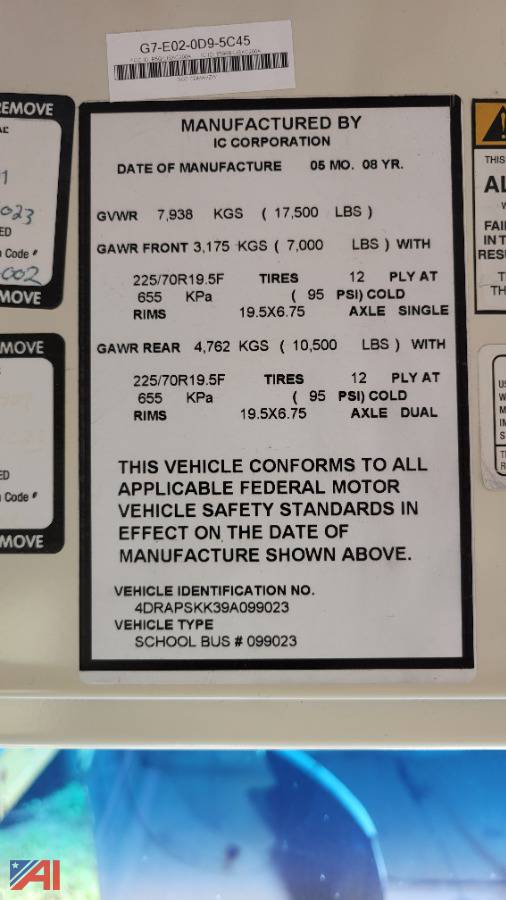 G7-E02-0D9-5C45
MANUFACTURED BY
IC CORPORATION
DATE OF MANUFACTURE 05 MO. 08 YR.
GVWR 7,938 KGS ( 17,500 LBS )
GAWR FRONT 3,175 KGS ( 7,000 LBS ) WITH
225/70R19.5F TIRES 12 PLY AT
655 KPa ( 95 PSI) COLD
RIMS 19.5X6.75 AXLE SINGLE
GAWR REAR 4,762 KGS ( 10,500 LBS ) WITH
225/70R19.5F TIRES 12 PLY AT
655 KPa ( 95 PSI) COLD
RIMS 19.5X6.75 AXLE DUAL
THIS VEHICLE CONFORMS TO ALL
APPLICABLE FEDERAL MOTOR
VEHICLE SAFETY STANDARDS IN
EFFECT ON THE DATE OF
MANUFACTURE SHOWN ABOVE.
VEHICLE IDENTIFICATION NO.
4DRAPSKK39A099023
VEHICLE TYPE
SCHOOL BUS # 099023
EMOVE
023
ED
Code #
002
MOVE
MOVE
ED
Code #
MOVE
THIS
AL
FAI
IN T
RESU
TH
AI